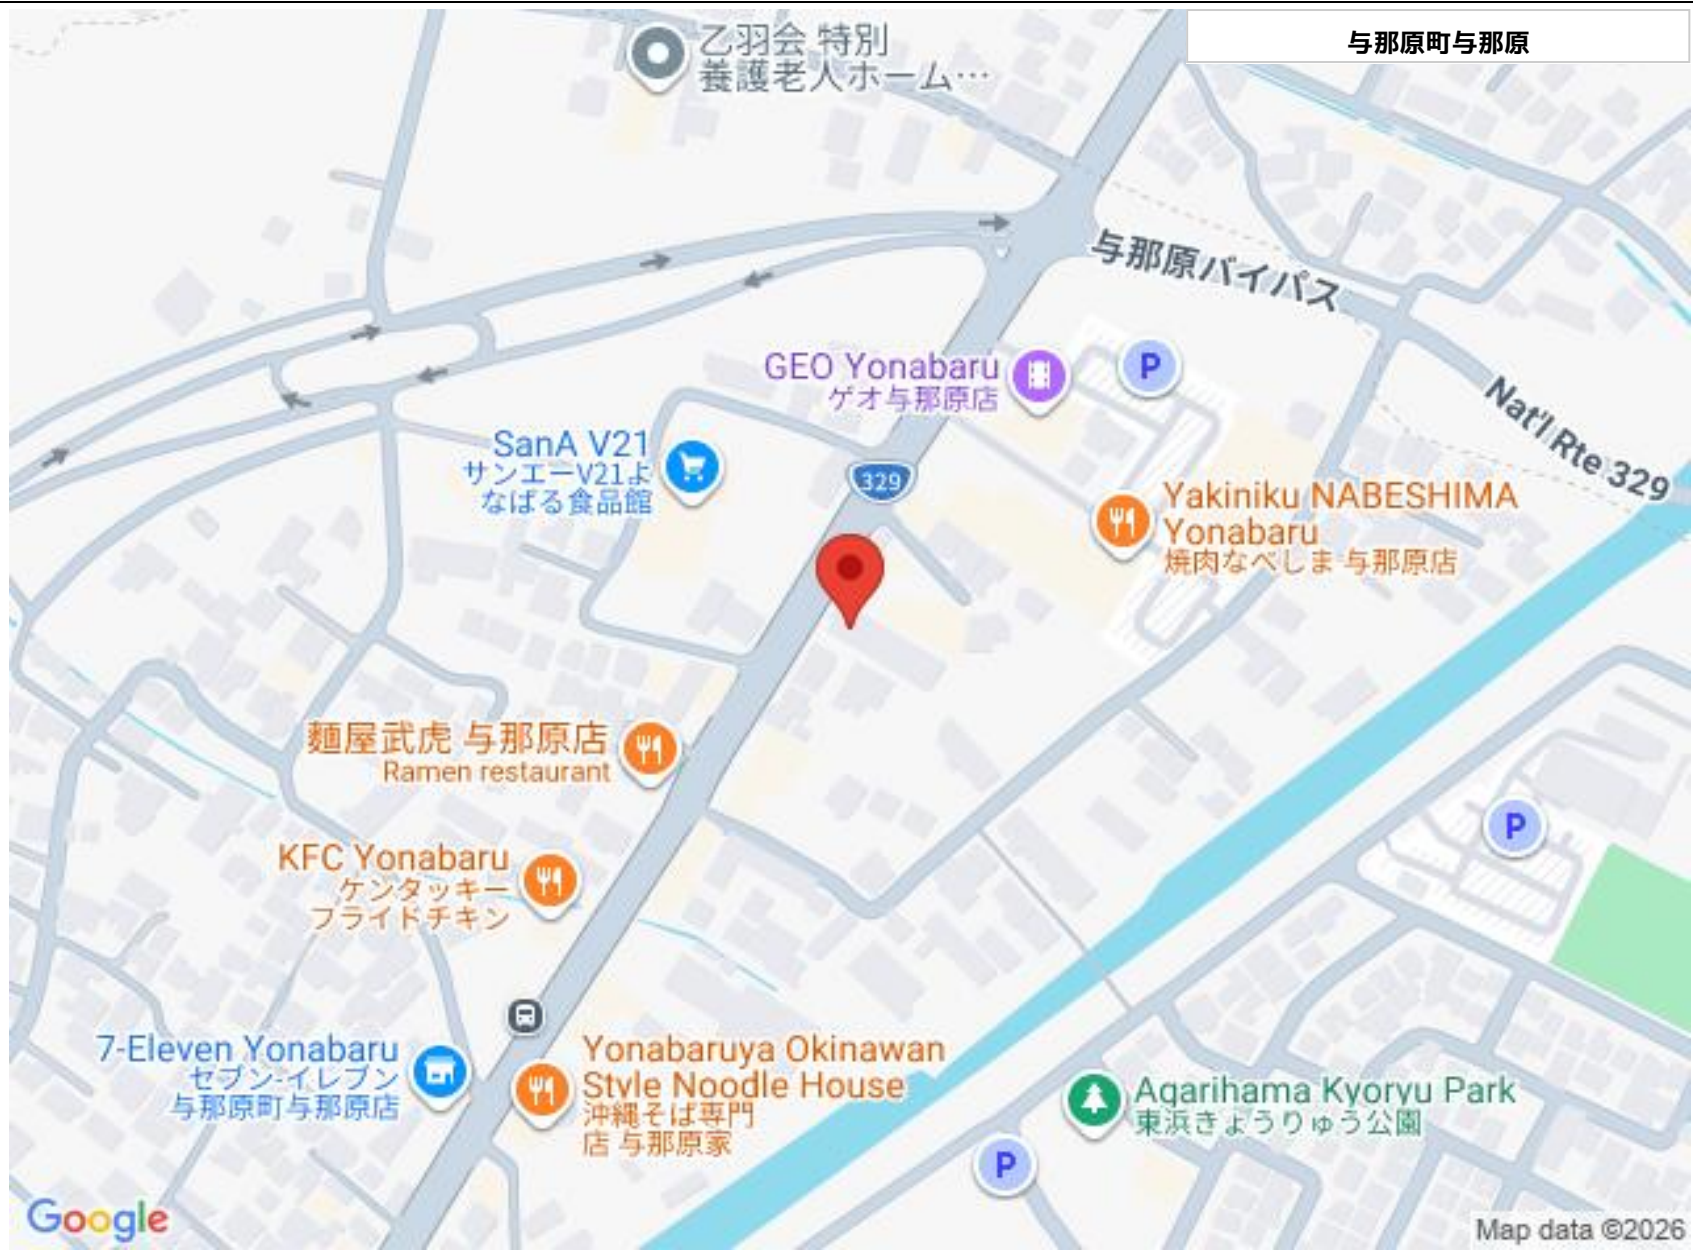 与那原町与那原
乙羽会 特別
養護老人ホーム…
与那原バイパス
GEO Yonabaru
ゲオ与那原店
Nat'l Rte 329
SanA V21
サンエーV21よ
なばる食品館
329
Yakiniku NABESHIMA
Yonabaru
焼肉なべしま 与那原店
麺屋武虎 与那原店
Ramen restaurant
KFC Yonabaru
ケンタッキー
フライドチキン
7-Eleven Yonabaru
セブン-イレブン
与那原町与那原店
Yonabaruya Okinawan
Style Noodle House
沖縄そば専門
店 与那原家
Agarihama Kyoryu Park
東浜きょうりゅう公園
P
P
P
Google
Map data ©2026